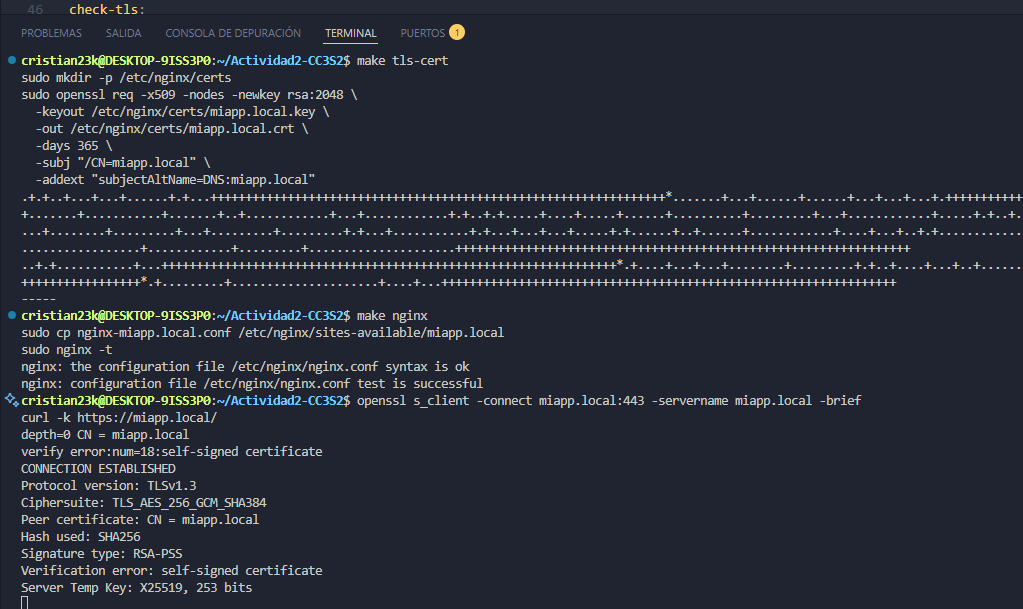 46 check-tls:
PROBLEMAS SALIDA CONSOLA DE DEPURACIÓN TERMINAL PUERTOS 1
cristian23k@DESKTOP-9ISS3P0:~/Actividad2-CC3S2$ make tls-cert
sudo mkdir -p /etc/nginx/certs
sudo openssl req -x509 -nodes -newkey rsa:2048 \
-keyout /etc/nginx/certs/miapp.local.key \
-out /etc/nginx/certs/miapp.local.crt \
-days 365 \
-subj "/CN=miapp.local" \
-addext "subjectAltName=DNS:miapp.local"
-----
cristian23k@DESKTOP-9ISS3P0:~/Actividad2-CC3S2$ make nginx
sudo cp nginx-miapp.local.conf /etc/nginx/sites-available/miapp.local
sudo nginx -t
nginx: the configuration file /etc/nginx/nginx.conf syntax is ok
nginx: configuration file /etc/nginx/nginx.conf test is successful
cristian23k@DESKTOP-9ISS3P0:~/Actividad2-CC3S2$ openssl s_client -connect miapp.local:443 -servername miapp.local -brief
curl -k https://miapp.local/
depth=0 CN = miapp.local
verify error:num=18:self-signed certificate
CONNECTION ESTABLISHED
Protocol version: TLSv1.3
Ciphersuite: TLS_AES_256_GCM_SHA384
Peer certificate: CN = miapp.local
Hash used: SHA256
Signature type: RSA-PSS
Verification error: self-signed certificate
Server Temp Key: X25519, 253 bits